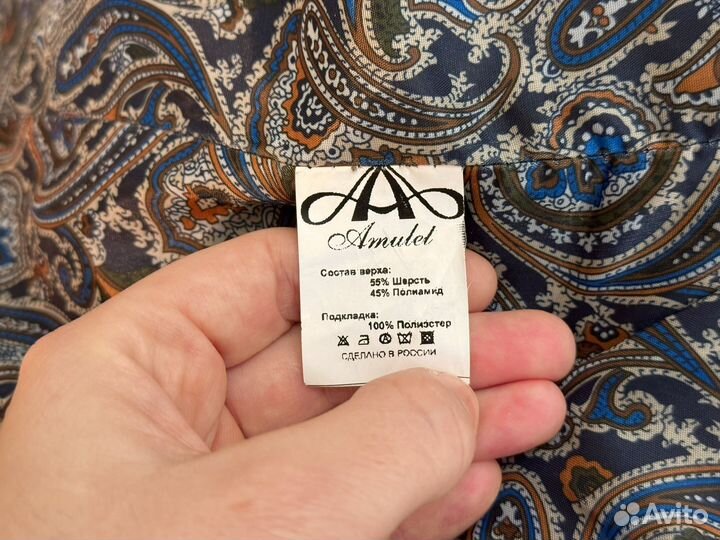 Amulet
Состав верха:
55% Шерсть
45% Полиамид
Подкладка:
100% Полиэстер
СДЕЛАНО В РОССИИ
Avito